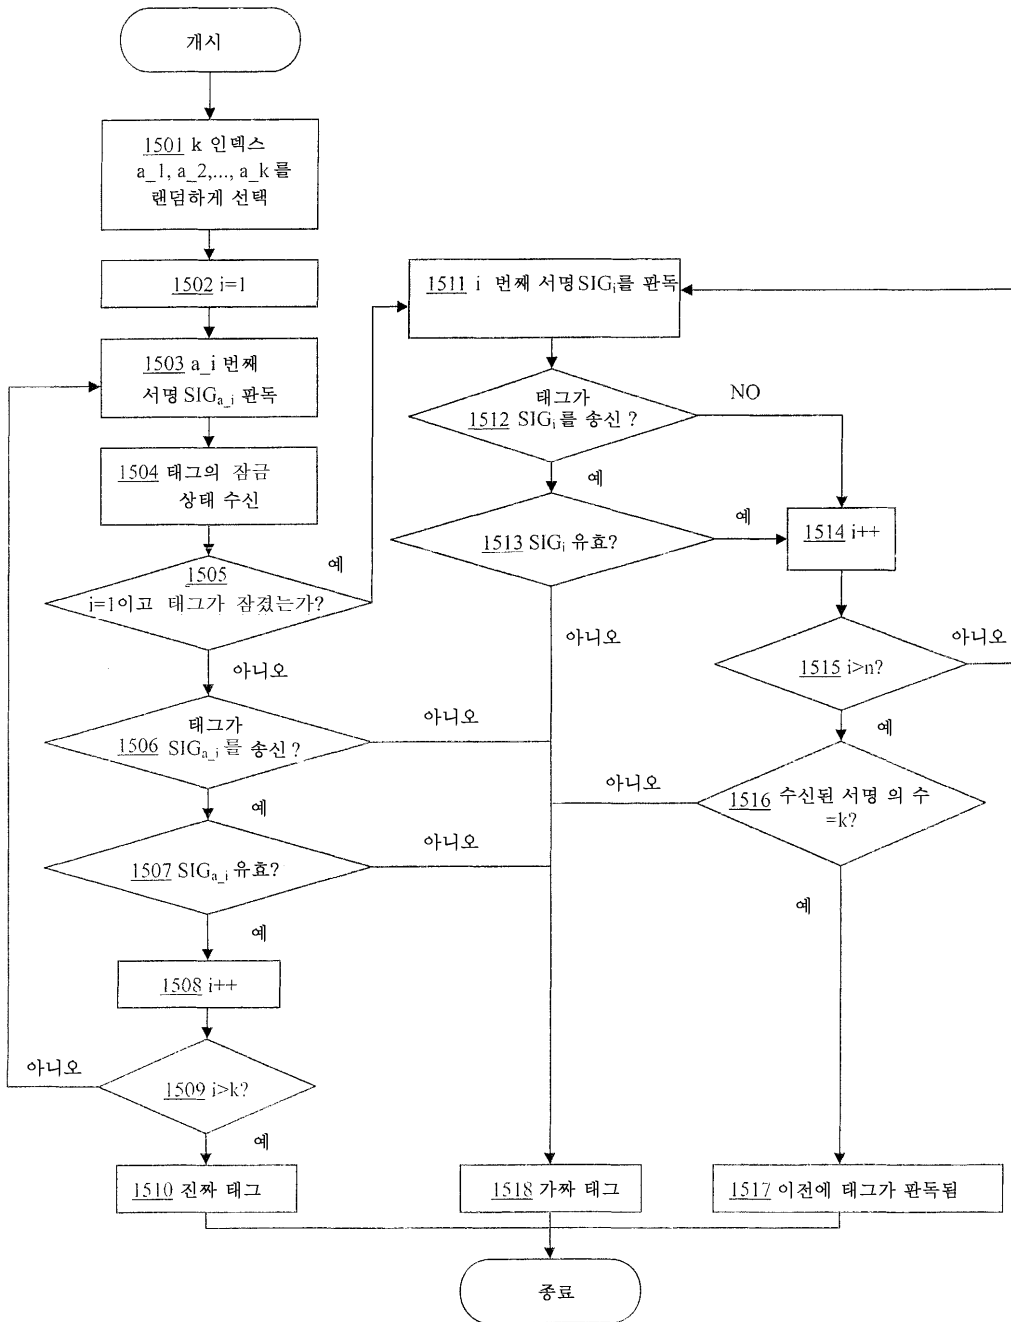 개시
1501 k 인덱스
a_1, a_2,..., a_k 를
랜덤하게 선택
1502 i=1
1503 a_i 번째
서명 SIGa_i 판독
1504 태그의 잠금
상태 수신
1505
i=1이고 태그가 잠겼는가?
예
아니오
태그가
1506 SIGa_i 를 송신 ?
아니오
예
1507 SIGa_i 유효?
아니오
예
1508 i++
1509 i>k?
아니오
예
1510 진짜 태그
1511 i 번째 서명 SIGi를 판독
태그가
1512 SIGi 를 송신 ?
NO
예
1513 SIGi 유효?
예
아니오
1514 i++
1515 i>n?
아니오
예
1516 수신된 서명 의 수
=k?
아니오
예
1518 가짜 태그
1517 이전에 태그가 판독됨
종료